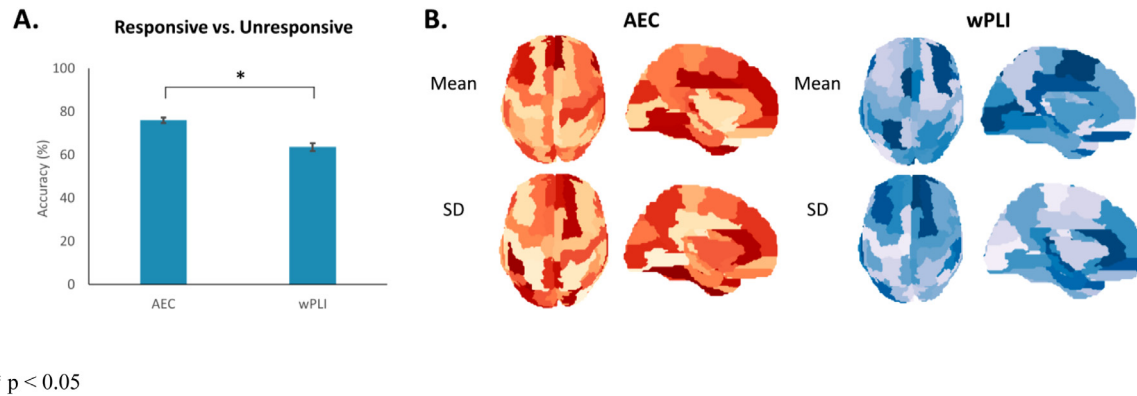 A.
Responsive vs. Unresponsive
*
100
80
60
40
20
0
Accuracy (%)
AEC
wPLI
B.
AEC
wPLI
Mean
Mean
SD
SD
* p < 0.05